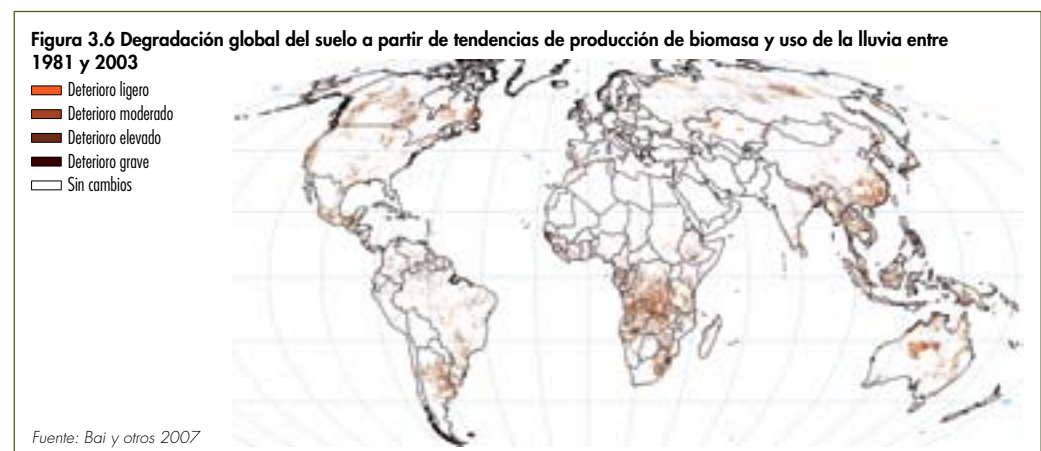 Figura 3.6 Degradación global del suelo a partir de tendencias de producción de biomasa y uso de la lluvia entre
1981 y 2003
Deterioro ligero
Deterioro moderado
Deterioro elevado
Deterioro grave
Sin cambios
Fuente: Bai y otros 2007